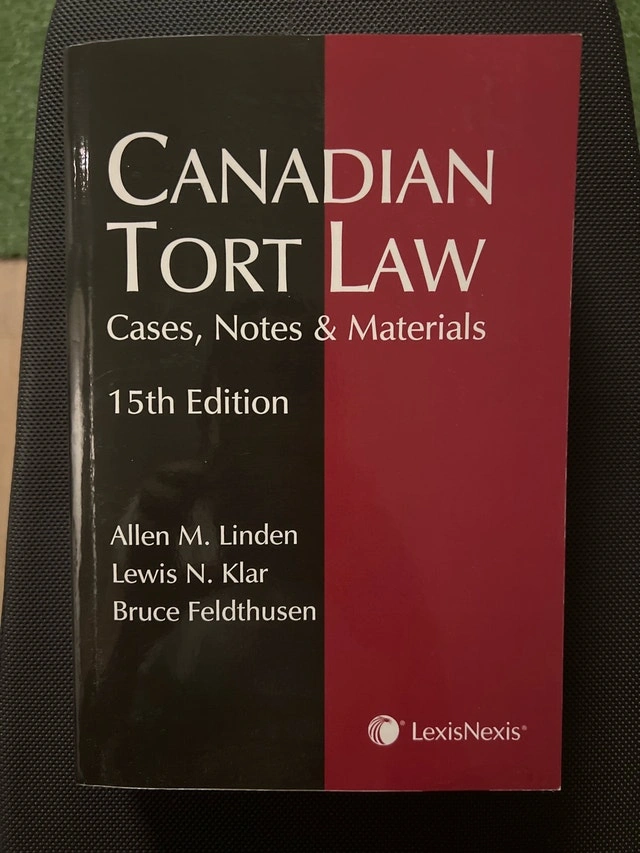 CANADIAN
TORT LAW
Cases, Notes & Materials
15th Edition
Allen M. Linden
Lewis N. Klar
Bruce Feldthusen
® LexisNexis®